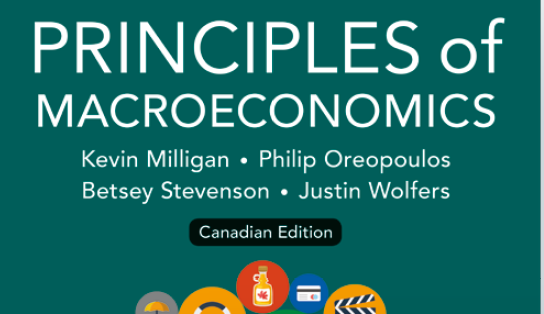 PRINCIPLES of
MACROECONOMICS
Kevin Milligan • Philip Oreopoulos
Betsey Stevenson • Justin Wolfers
Canadian Edition